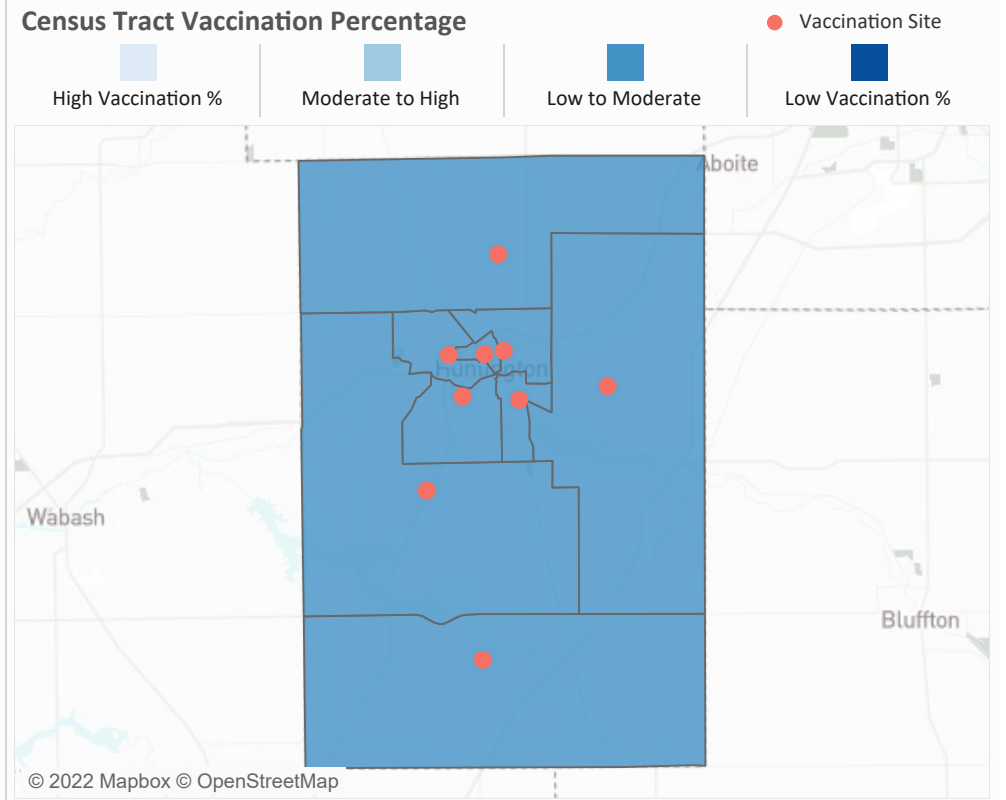 Census Tract Vaccination Percentage
Vaccination Site
High Vaccination %
Moderate to High
Low to Moderate
Low Vaccination %
Aboite
Huntington
Wabash
Bluffton
© 2022 Mapbox © OpenStreetMap